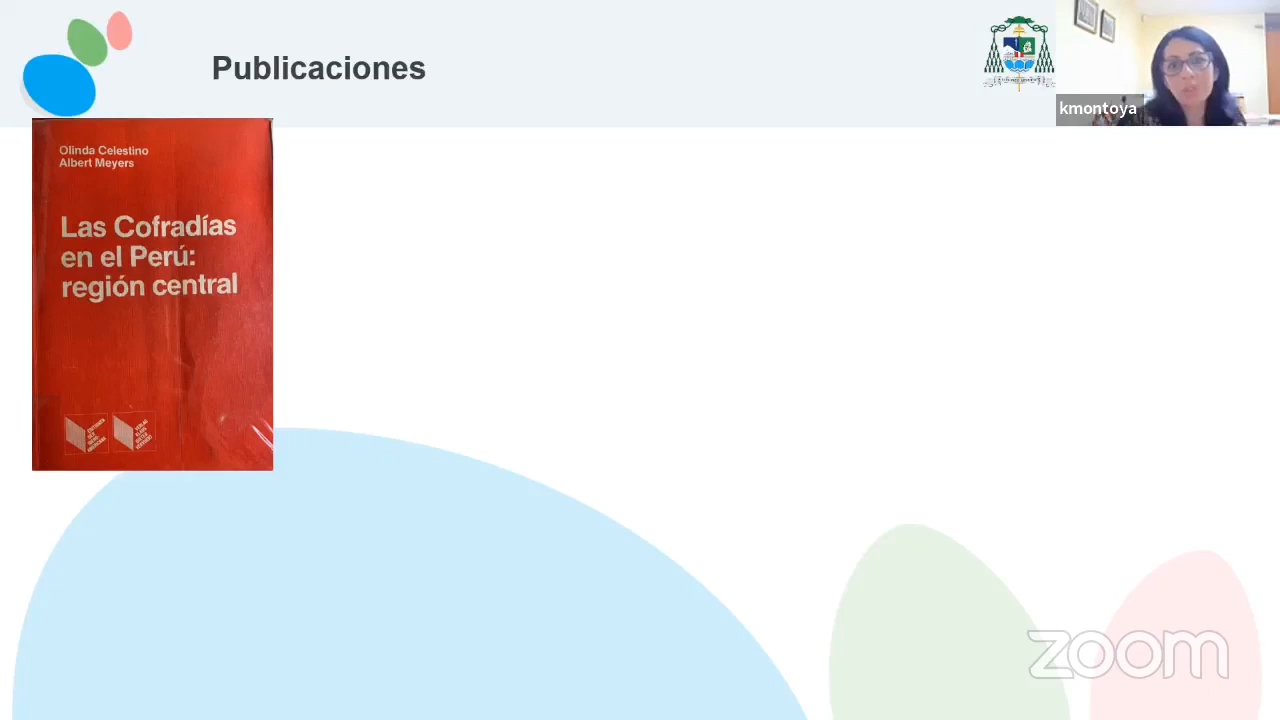 Publicaciones
kmontoya
Olinda Celestino
Albert Meyers
Las Cofradías
en el Perú:
región central
zoom